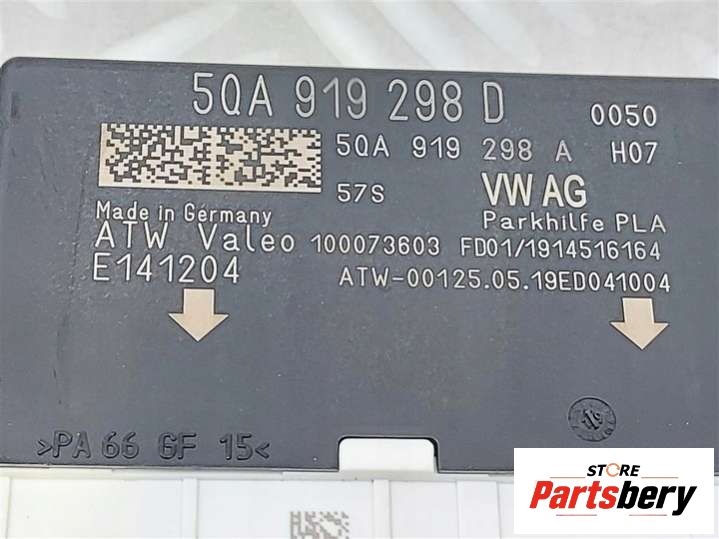 5QA 919 298 D 0050
5QA 919 298 A H07
57S VW AG
Made in Germany Parkhilfe PLA
ATW Valeo 100073603 FD01/1914516164
E141204 ATW-00125.05.19ED041004
>PA 66 GF 15<
STORE
Partsbery